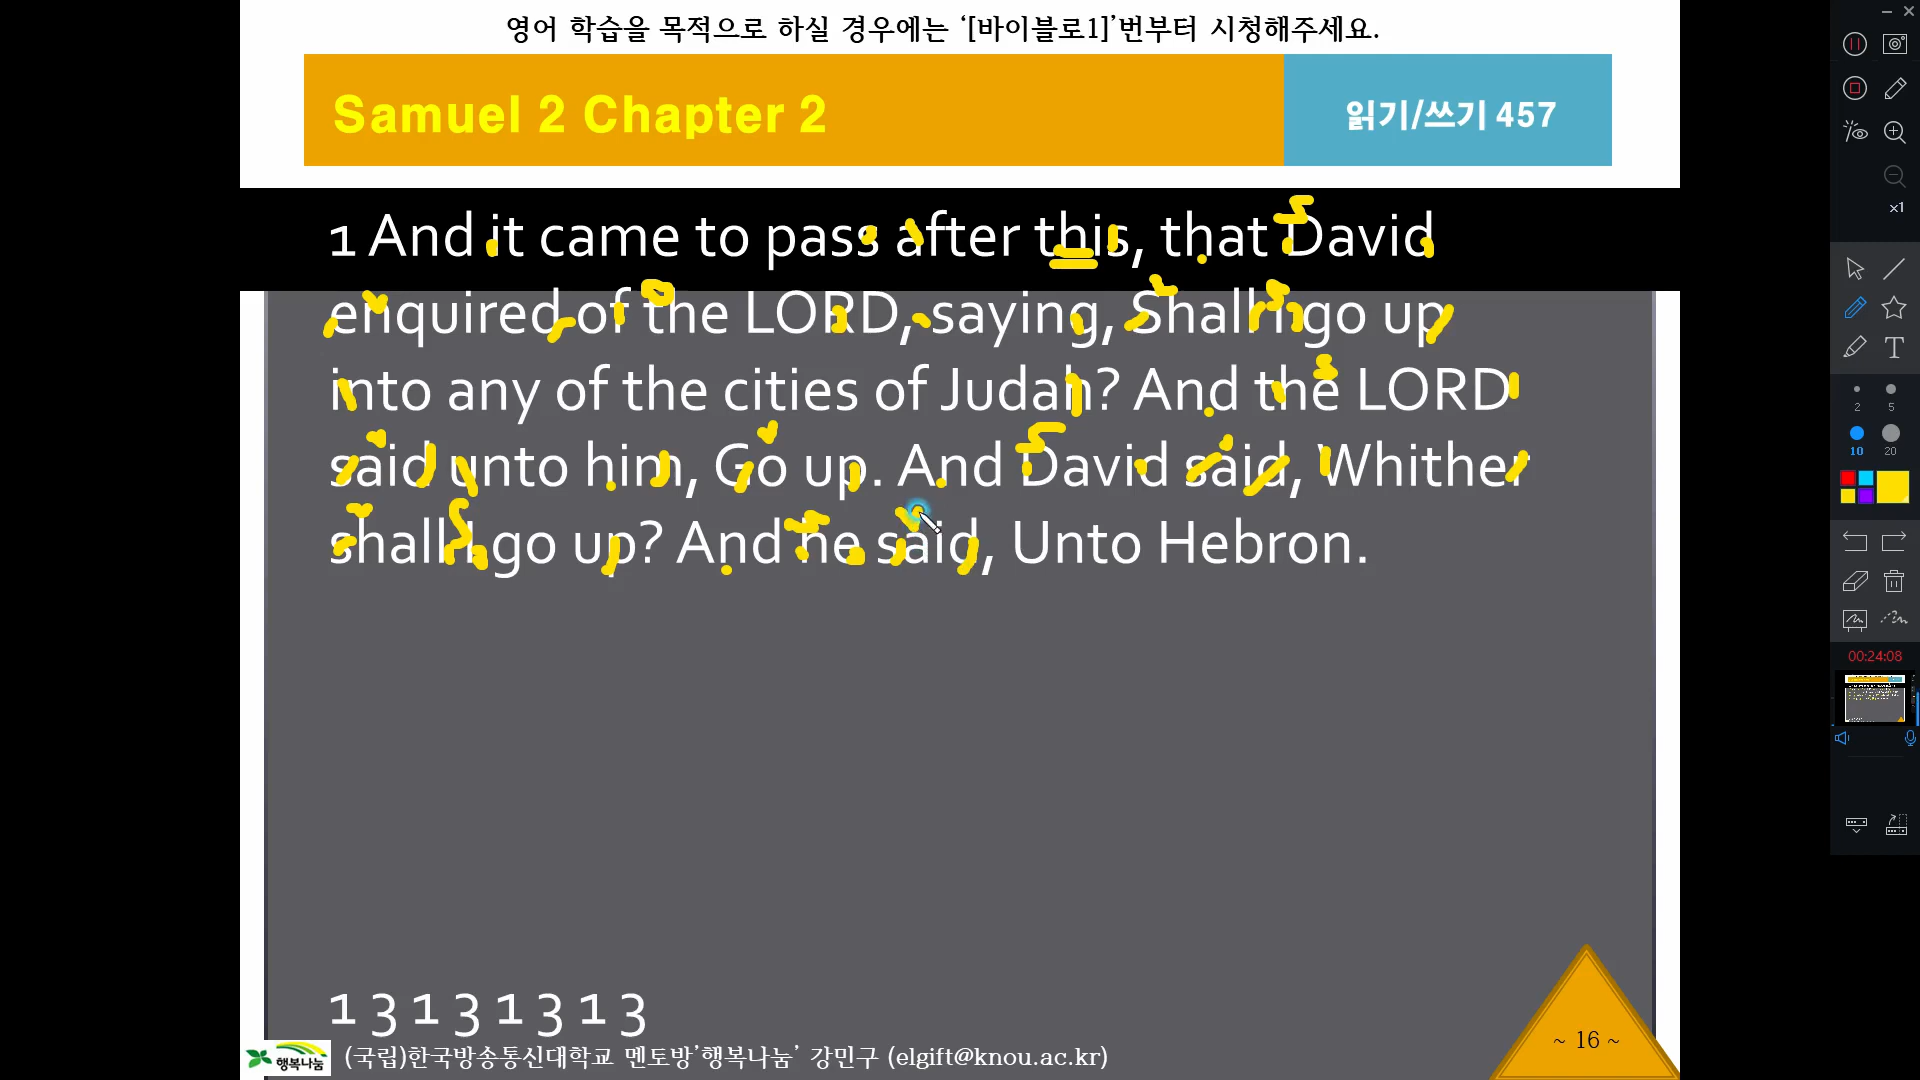 영어 학습을 목적으로 하실 경우에는 ‘[바이블로1]’번부터 시청해주세요.
Samuel 2 Chapter 2
읽기/쓰기 457
1 And it came to pass after this, that David
enquired of the LORD, saying, Shall I go up
into any of the cities of Judah? And the LORD
said unto him, Go up. And David said, Whither
shall I go up? And he said, Unto Hebron.
1 3 1 3 1 3 1 3
~ 16 ~
행복나눔
(국립)한국방송통신대학교 멘토방’행복나눔’ 강민구 (elgift@knou.ac.kr)
x1
T
2 5
10 20
00:24:08